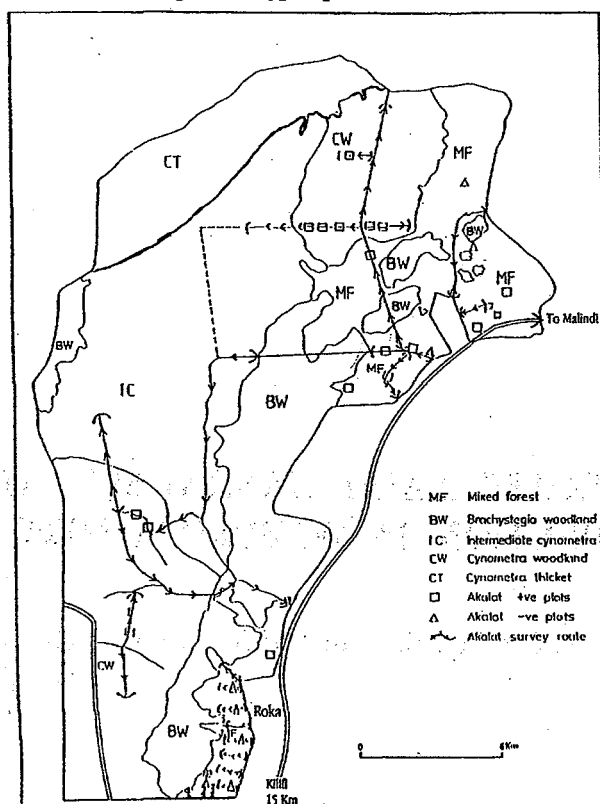 CT
CW
MF
BW
BW
MF
MF
BW
To Malindi
BW
MF
IC
BW
MF Mixed forest
BW Brachystegia woodland
IC Intermediate cynometra
CW Cynometra woodland
CT Cynometra thicket
Akalat +ve plots
Akalat -ve plots
Akalat survey route
CW
BW
Roka
0
6Km
Kilifi
15 Km